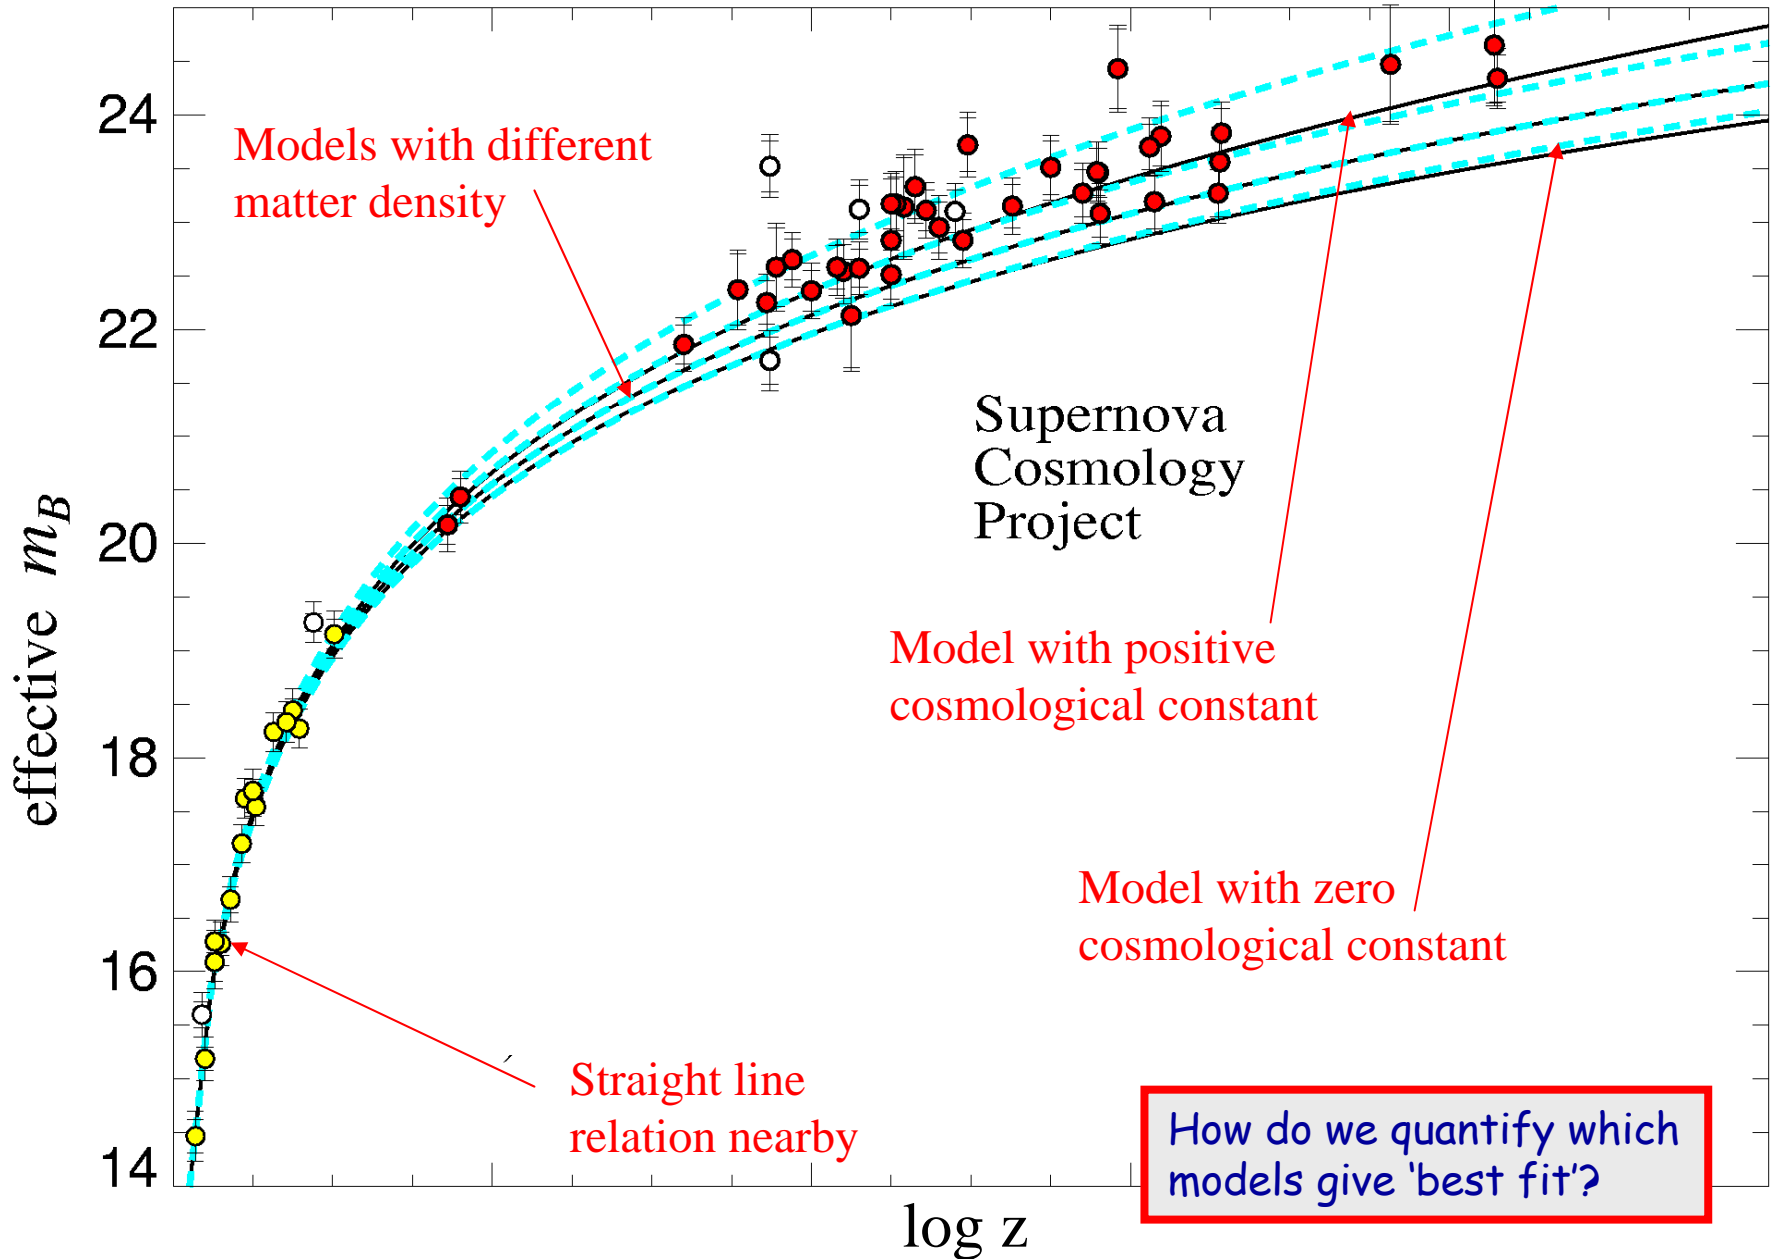 24
22
20
18
16
14
effective m_B
log z
Models with different
matter density
Supernova
Cosmology
Project
Model with positive
cosmological constant
Model with zero
cosmological constant
Straight line
relation nearby
How do we quantify which
models give ‘best fit’?